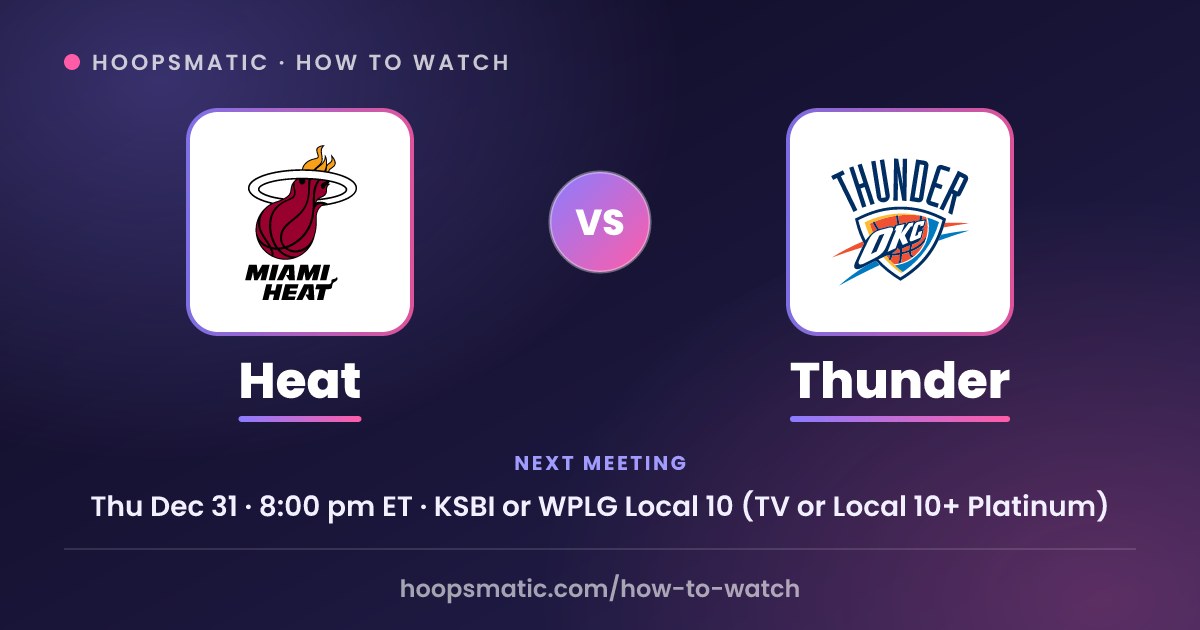 HOOPSMATIC · HOW TO WATCH
MIAMI
HEAT
VS
THUNDER
OKC
Heat
Thunder
NEXT MEETING
Thu Dec 31 · 8:00 pm ET · KSBI or WPLG Local 10 (TV or Local 10+ Platinum)
hoopsmatic.com/how-to-watch